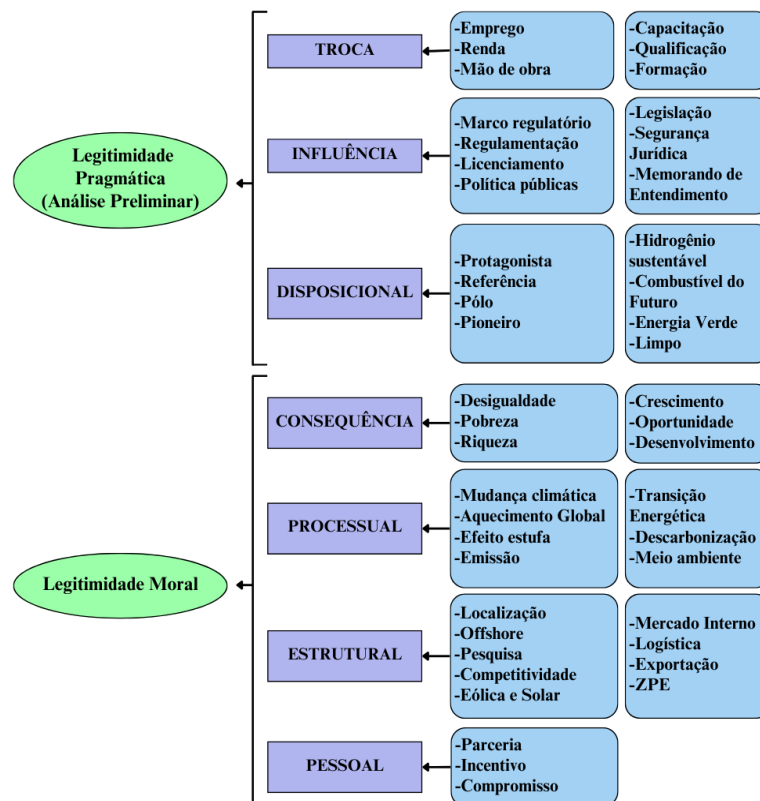 Legitimidade
Pragmática
(Análise Preliminar)
TROCA
-Emprego
-Renda
-Mão de obra
-Capacitação
-Qualificação
-Formação
INFLUÊNCIA
-Marco regulatório
-Regulamentação
-Licenciamento
-Política públicas
-Legislação
-Segurança
Jurídica
-Memorando de
Entendimento
DISPOSICIONAL
-Protagonista
-Referência
-Pólo
-Pioneiro
-Hidrogênio
sustentável
-Combustível do
Futuro
-Energia Verde
-Limpo
Legitimidade Moral
CONSEQUÊNCIA
-Desigualdade
-Pobreza
-Riqueza
-Crescimento
-Oportunidade
-Desenvolvimento
PROCESSUAL
-Mudança climática
-Aquecimento Global
-Efeito estufa
-Emissão
-Transição
Energética
-Descarbonização
-Meio ambiente
ESTRUTURAL
-Localização
-Offshore
-Pesquisa
-Competitividade
-Eólica e Solar
-Mercado Interno
-Logística
-Exportação
-ZPE
PESSOAL
-Parceria
-Incentivo
-Compromisso